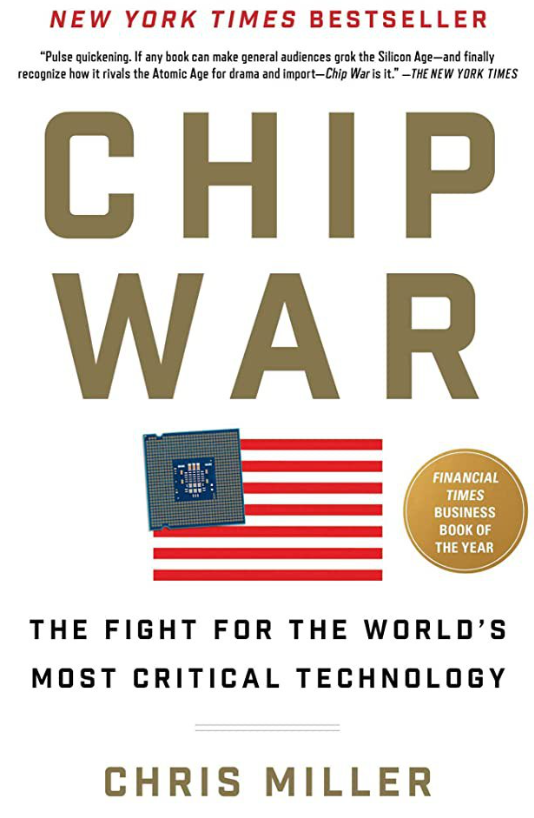 NEW YORK TIMES BESTSELLER
“Pulse quickening. If any book can make general audiences grok the Silicon Age—and finally
recognize how it rivals the Atomic Age for drama and import—Chip War is it.” —THE NEW YORK TIMES
CHIP
WAR
FINANCIAL
TIMES
BUSINESS
BOOK OF
THE YEAR
THE FIGHT FOR THE WORLD’S
MOST CRITICAL TECHNOLOGY
CHRIS MILLER